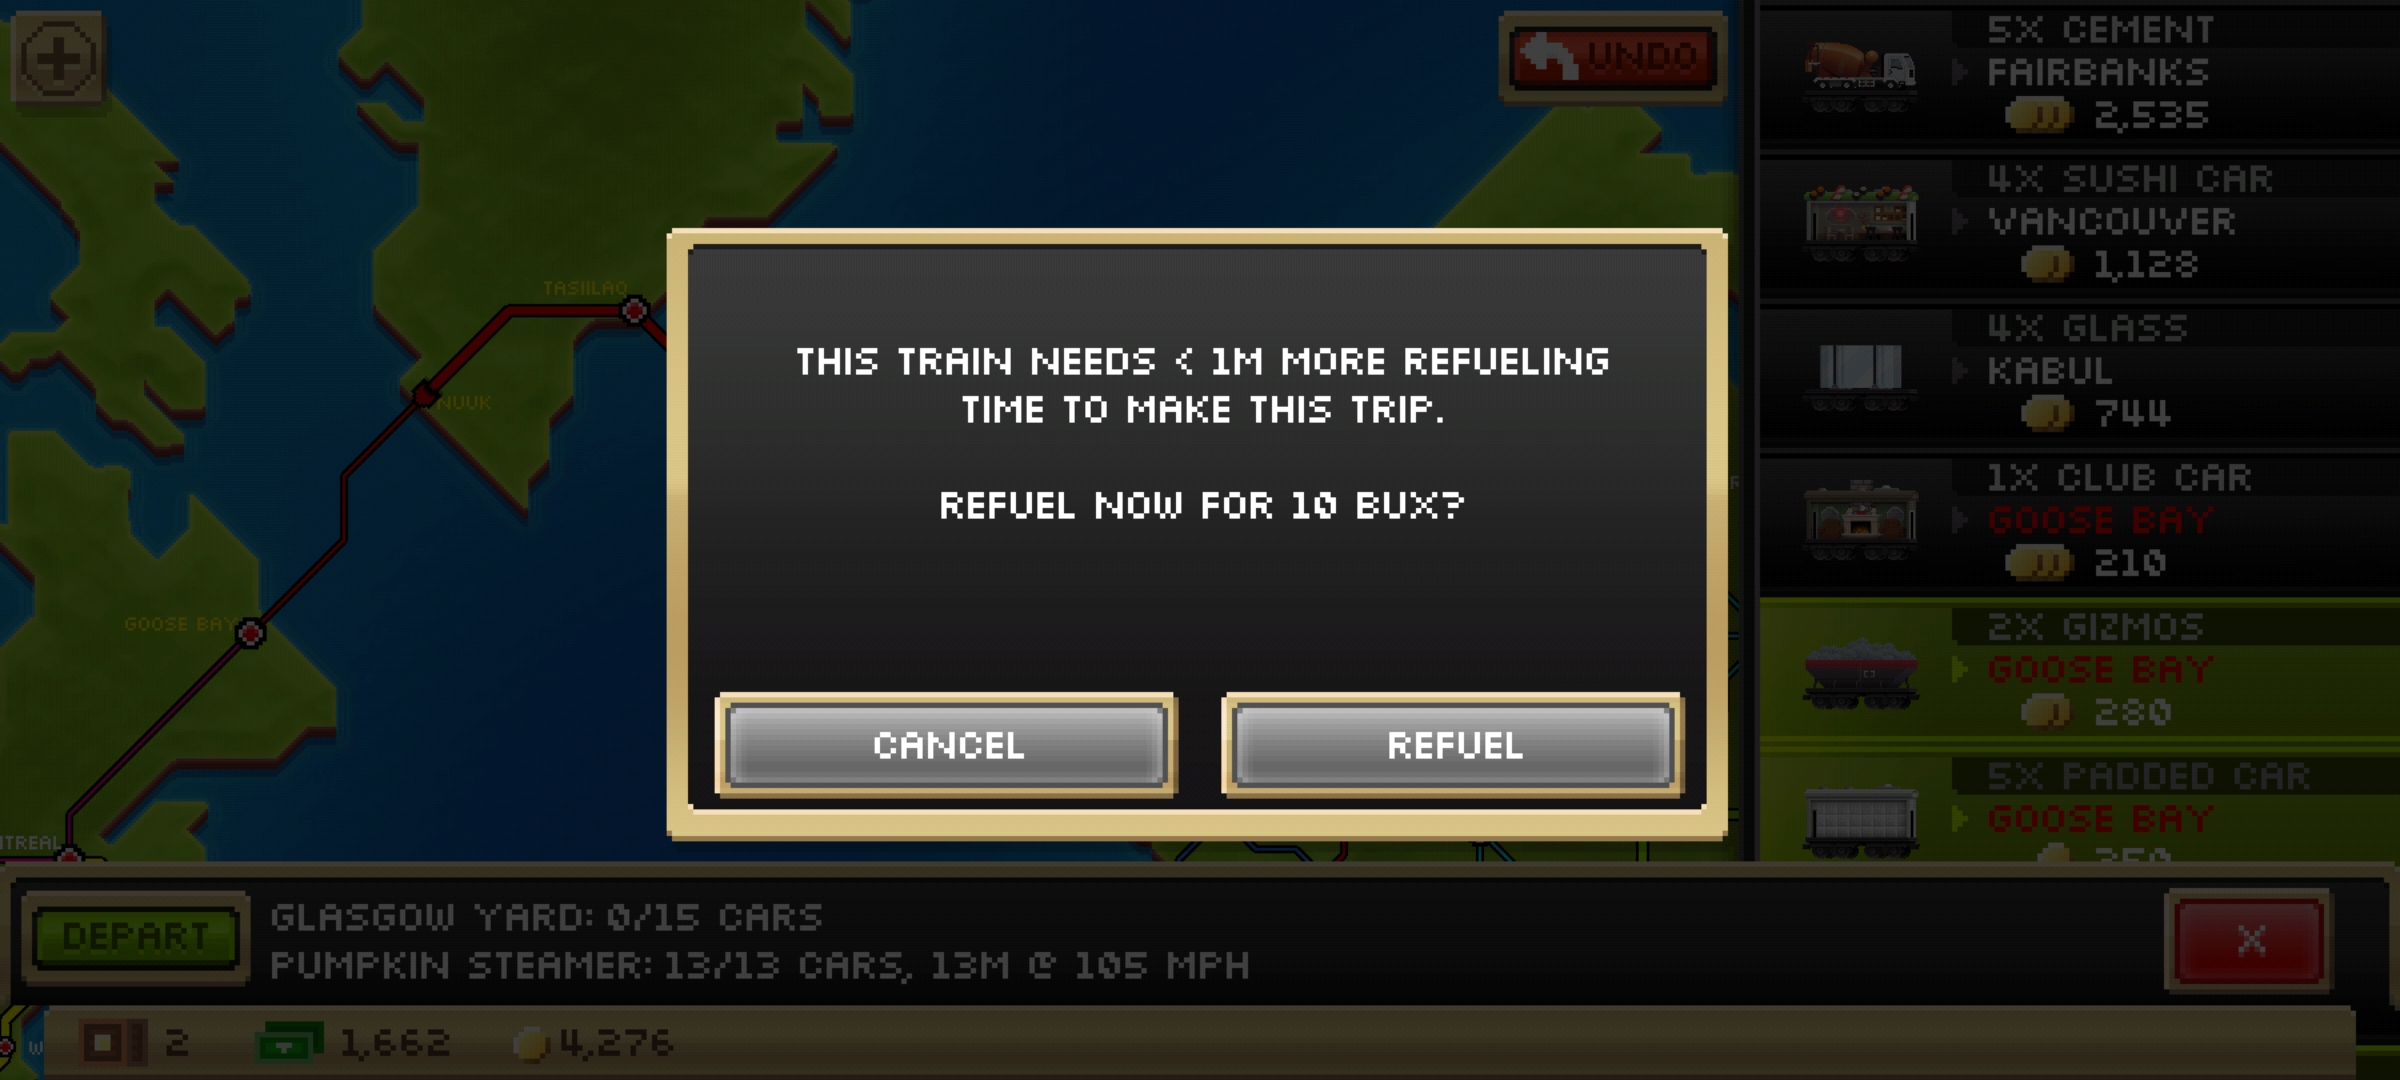 UNDO
5X CEMENT
FAIRBANKS
2,535
4X SUSHI CAR
VANCOUVER
1,128
4X GLASS
KABUL
744
1X CLUB CAR
GOOSE BAY
210
2X GIZMOS
GOOSE BAY
280
5X PADDED CAR
GOOSE BAY
350
TASIILAQ
NUUK
GOOSE BAY
TREAL
THIS TRAIN NEEDS < 1M MORE REFUELING
TIME TO MAKE THIS TRIP.
REFUEL NOW FOR 10 BUX?
CANCEL
REFUEL
DEPART
GLASGOW YARD: 0/15 CARS
PUMPKIN STEAMER: 13/13 CARS, 13M @ 105 MPH
X
W
2
1,662
4,276